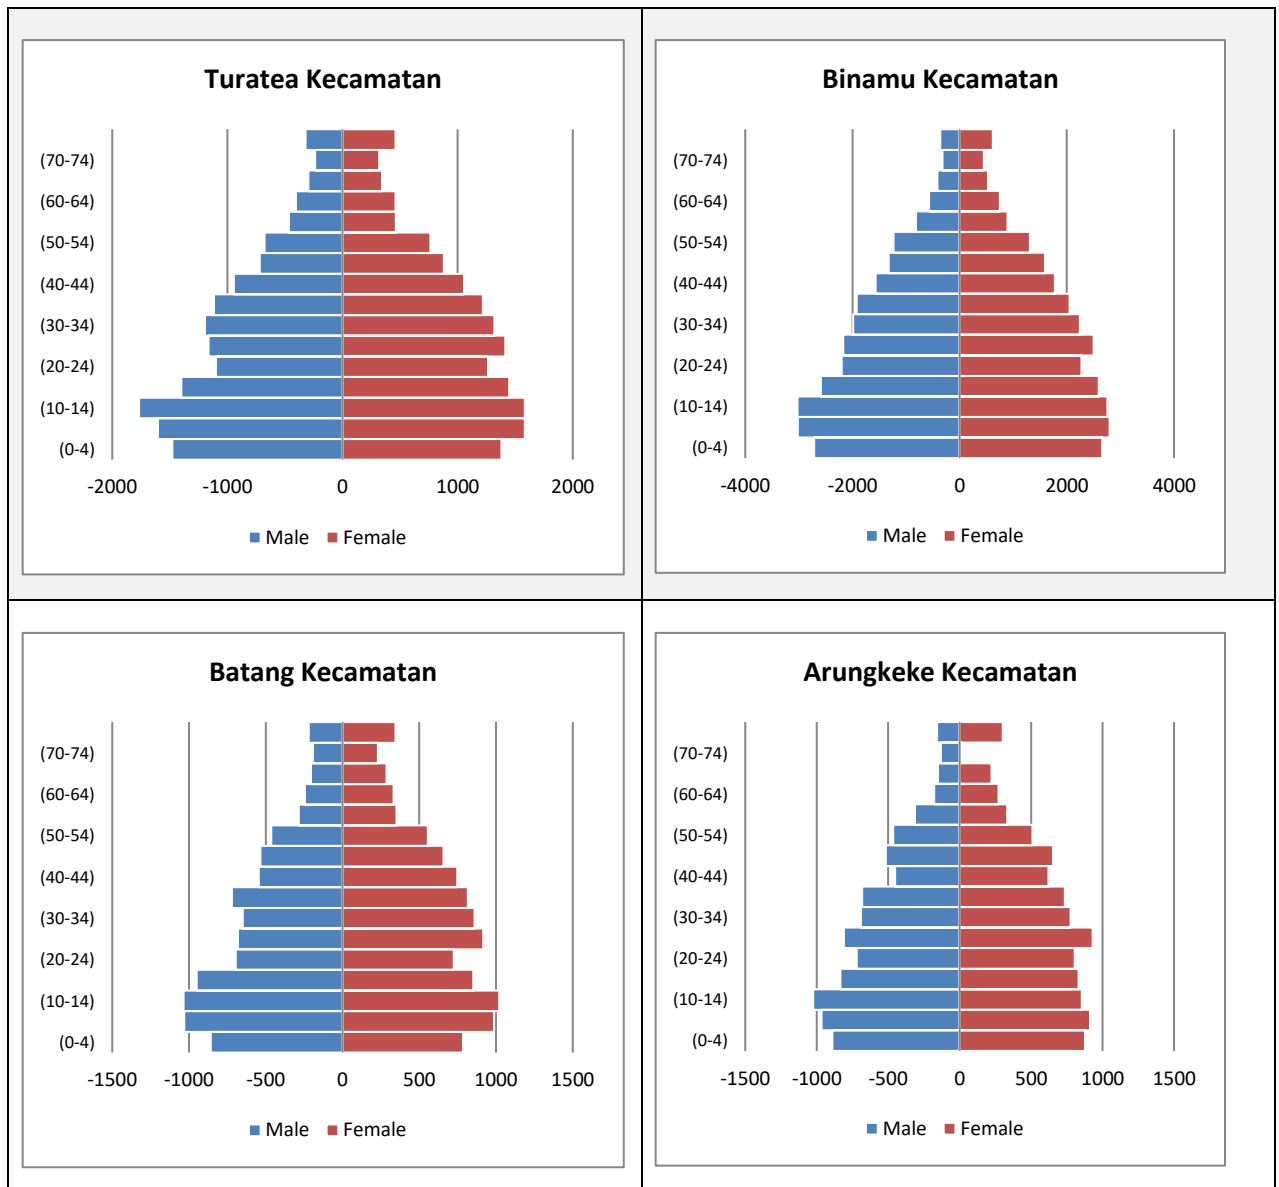 Turatea Kecamatan
(70-74)
(60-64)
(50-54)
(40-44)
(30-34)
(20-24)
(10-14)
(0-4)
-2000 -1000 0 1000 2000
Male Female
Binamu Kecamatan
(70-74)
(60-64)
(50-54)
(40-44)
(30-34)
(20-24)
(10-14)
(0-4)
-4000 -2000 0 2000 4000
Male Female
Batang Kecamatan
(70-74)
(60-64)
(50-54)
(40-44)
(30-34)
(20-24)
(10-14)
(0-4)
-1500 -1000 -500 0 500 1000 1500
Male Female
Arungkeke Kecamatan
(70-74)
(60-64)
(50-54)
(40-44)
(30-34)
(20-24)
(10-14)
(0-4)
-1500 -1000 -500 0 500 1000 1500
Male Female